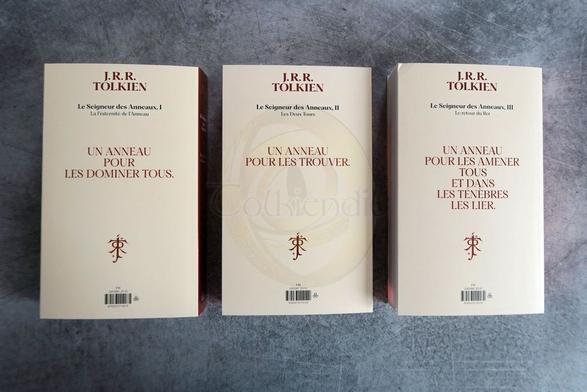 J.R.R.
TOLKIEN
Le Seigneur des Anneaux, I
La Fraternité de l'Anneau
UN ANNEAU
POUR
LES DOMINER TOUS.
J.R.R.
TOLKIEN
Le Seigneur des Anneaux, II
Les Deux Tours
UN ANNEAU
POUR LES TROUVER.
Tolkiendil
J.R.R.
TOLKIEN
Le Seigneur des Anneaux, III
Le retour du Roi
UN ANNEAU
POUR LES AMENER
TOUS
ET DANS
LES TÉNÈBRES
LES LIER.